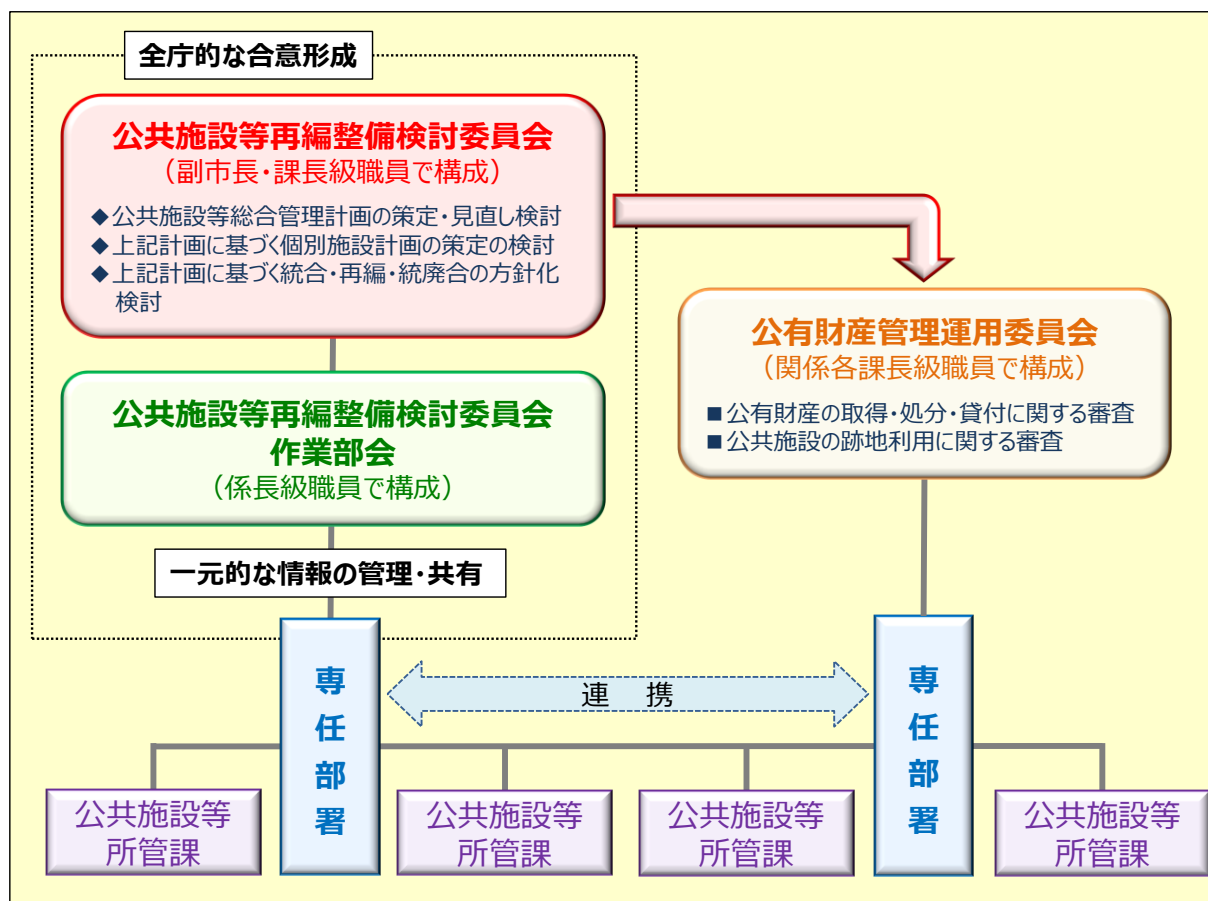 全庁的な合意形成
公共施設等再編整備検討委員会
（副市長・課長級職員で構成）
◆公共施設等総合管理計画の策定・見直し検討
◆上記計画に基づく個別施設計画の策定の検討
◆上記計画に基づく統合・再編・統廃合の方針化
検討
公共施設等再編整備検討委員会
作業部会
（係長級職員で構成）
一元的な情報の管理・共有
公有財産管理運用委員会
（関係各課長級職員で構成）
■公有財産の取得・処分・貸付に関する審査
■公共施設の跡地利用に関する審査
専任部署
連　携
専任部署
公共施設等
所管課
公共施設等
所管課
公共施設等
所管課
公共施設等
所管課